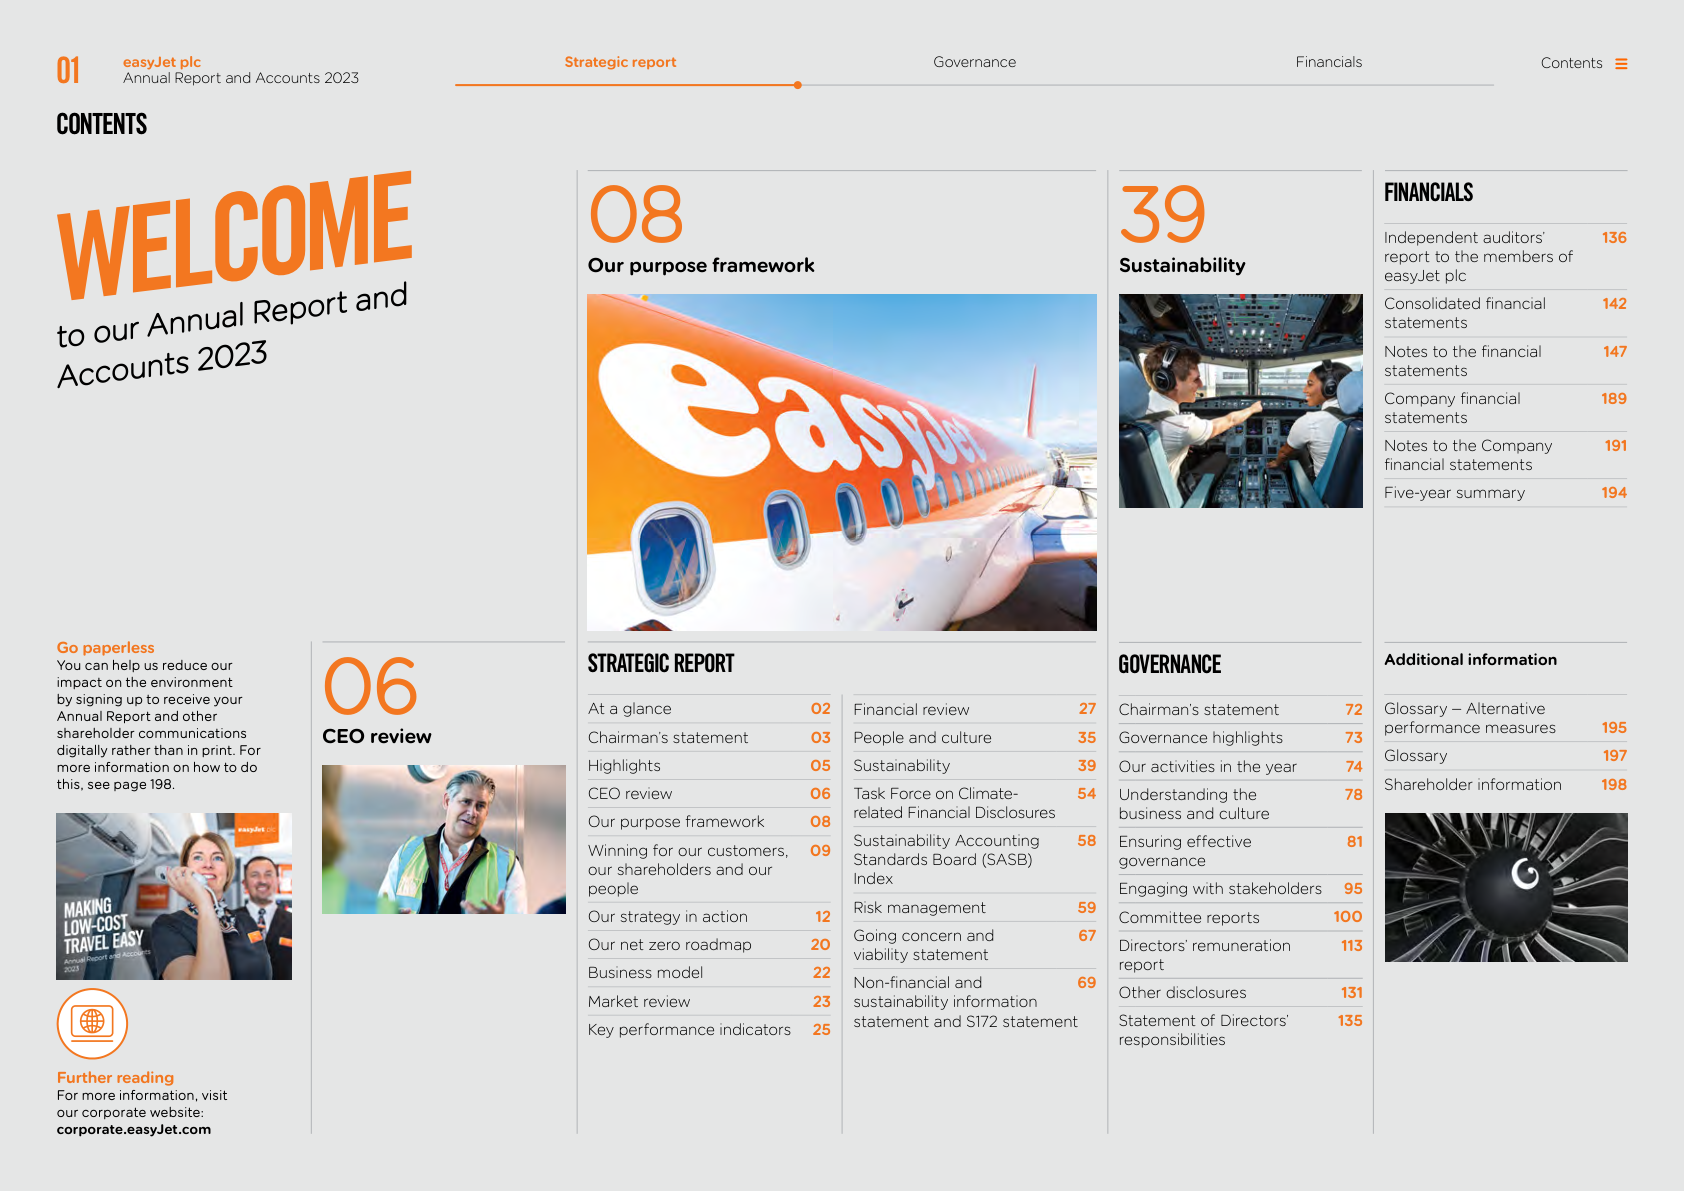 01
easyJet plc
Annual Report and Accounts 2023
Strategic report
Governance
Financials
Contents
CONTENTS
WELCOME
to our Annual Report and
Accounts 2023
Go paperless
You can help us reduce our
impact on the environment
by signing up to receive your
Annual Report and other
shareholder communications
digitally rather than in print. For
more information on how to do
this, see page 198.
easyJet plc
MAKING
LOW-COST
TRAVEL EASY
Annual Report and Accounts
2023
Further reading
For more information, visit
our corporate website:
corporate.easyJet.com
06
CEO review
08
Our purpose framework
easyJet
STRATEGIC REPORT
At a glance 02
Chairman's statement 03
Highlights 05
CEO review 06
Our purpose framework 08
Winning for our customers, 09
our shareholders and our
people
Our strategy in action 12
Our net zero roadmap 20
Business model 22
Market review 23
Key performance indicators 25
Financial review 27
People and culture 35
Sustainability 39
Task Force on Climate- 54
related Financial Disclosures
Sustainability Accounting 58
Standards Board (SASB)
Index
Risk management 59
Going concern and 67
viability statement
Non-financial and 69
sustainability information
statement and S172 statement
39
Sustainability
GOVERNANCE
Chairman's statement 72
Governance highlights 73
Our activities in the year 74
Understanding the 78
business and culture
Ensuring effective 81
governance
Engaging with stakeholders 95
Committee reports 100
Directors' remuneration 113
report
Other disclosures 131
Statement of Directors' 135
responsibilities
FINANCIALS
Independent auditors' 136
report to the members of
easyJet plc
Consolidated financial 142
statements
Notes to the financial 147
statements
Company financial 189
statements
Notes to the Company 191
financial statements
Five-year summary 194
Additional information
Glossary – Alternative
performance measures 195
Glossary 197
Shareholder information 198